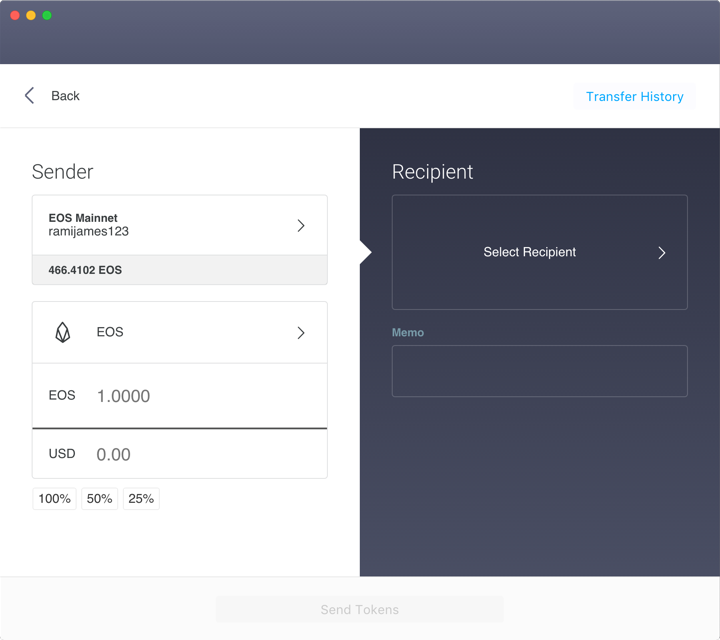 Back
Transfer History
Sender
EOS Mainnet
ramijames123
466.4102 EOS
EOS
EOS 1.0000
USD 0.00
100% 50% 25%
Recipient
Select Recipient
Memo
Send Tokens